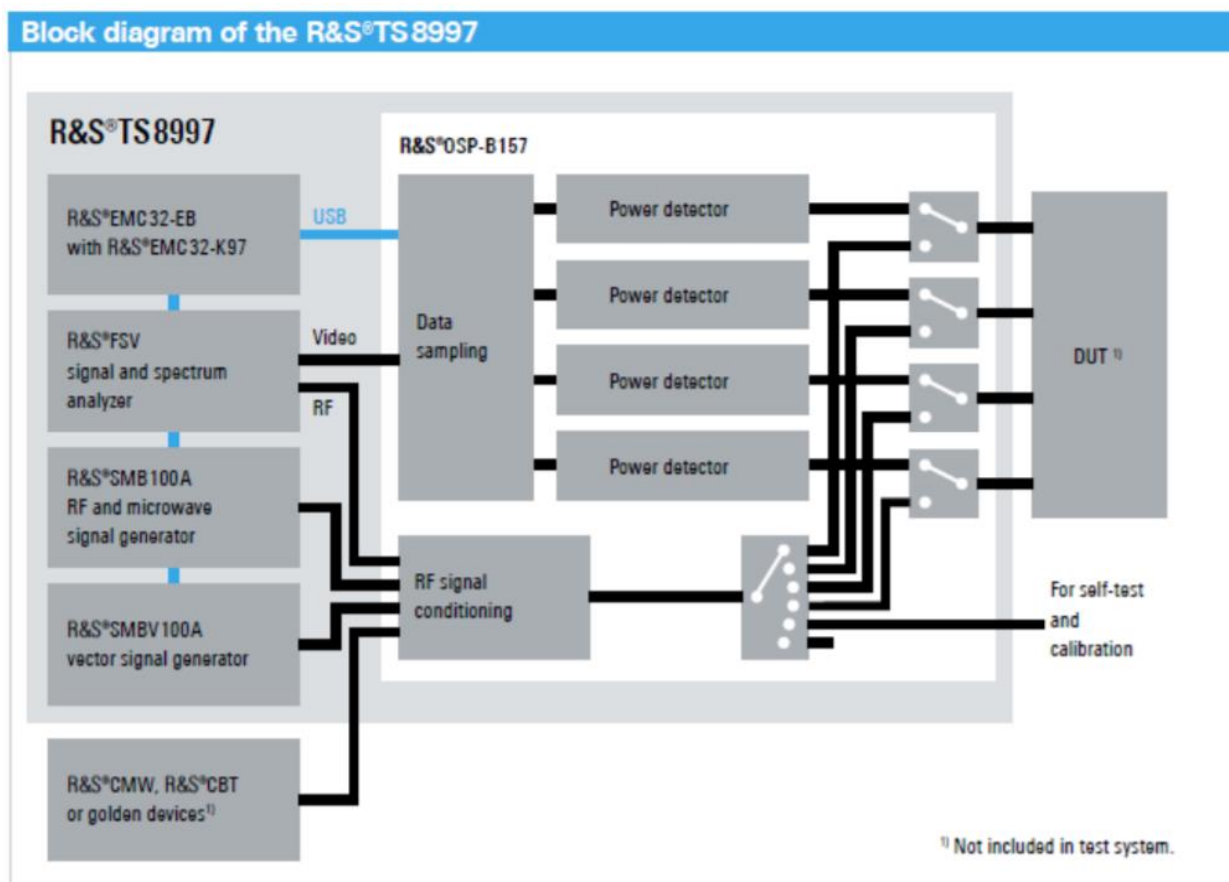 Block diagram of the R&S®TS8997
R&S®TS8997
R&S®OSP-B157
R&S®EMC32-EB
with R&S®EMC32-K97
USB
R&S®FSV
signal and spectrum
analyzer
Video
RF
R&S®SMB100A
RF and microwave
signal generator
R&S®SMBV100A
vector signal generator
R&S®CMW, R&S®CBT
or golden devices¹⁾
Data
sampling
Power detector
Power detector
Power detector
Power detector
RF signal
conditioning
DUT ¹⁾
For self-test
and
calibration
¹⁾ Not included in test system.